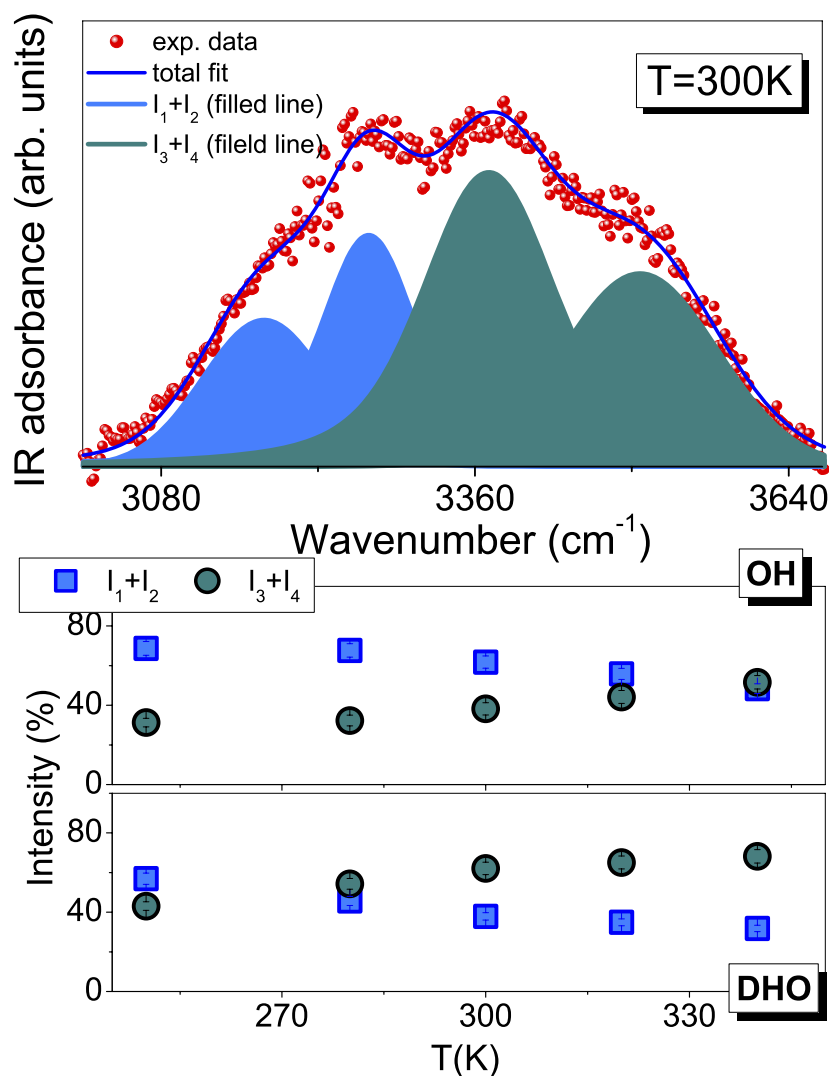 exp. data
total fit
I1+I2 (filled line)
I3+I4 (fileld line)
T=300K
IR adsorbance (arb. units)
3080 3360 3640
Wavenumber (cm-1)
OH
I1+I2 I3+I4
80
40
0
80
40
0
Intensity (%)
DHO
270 300 330
T(K)